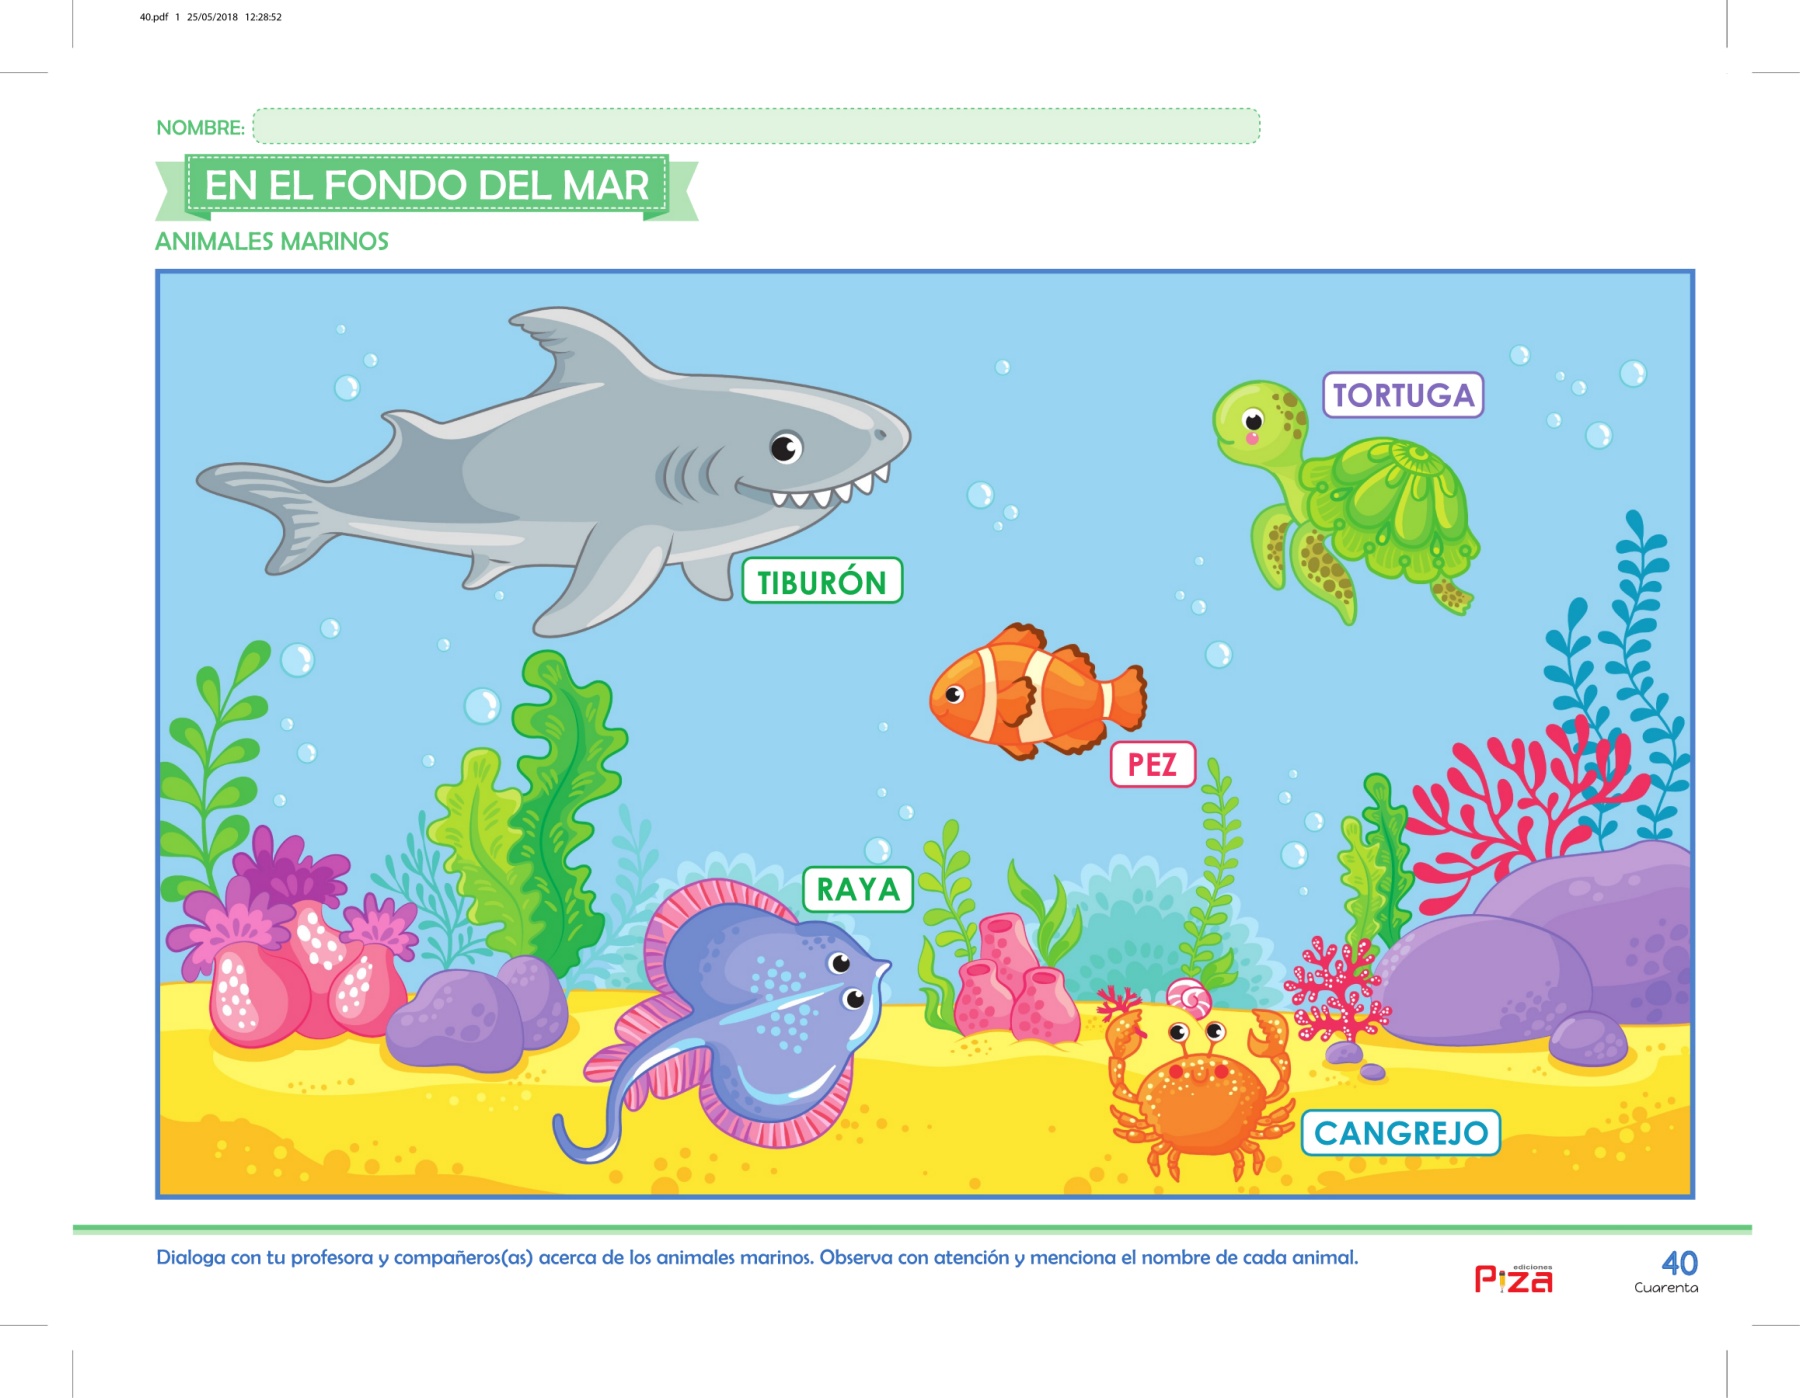 40.pdf 1 25/05/2018 12:28:52
NOMBRE:
EN EL FONDO DEL MAR
ANIMALES MARINOS
TORTUGA
TIBURÓN
PEZ
RAYA
CANGREJO
Dialoga con tu profesora y compañeros(as) acerca de los animales marinos. Observa con atención y menciona el nombre de cada animal.
ediciones
Piza
40
Cuarenta